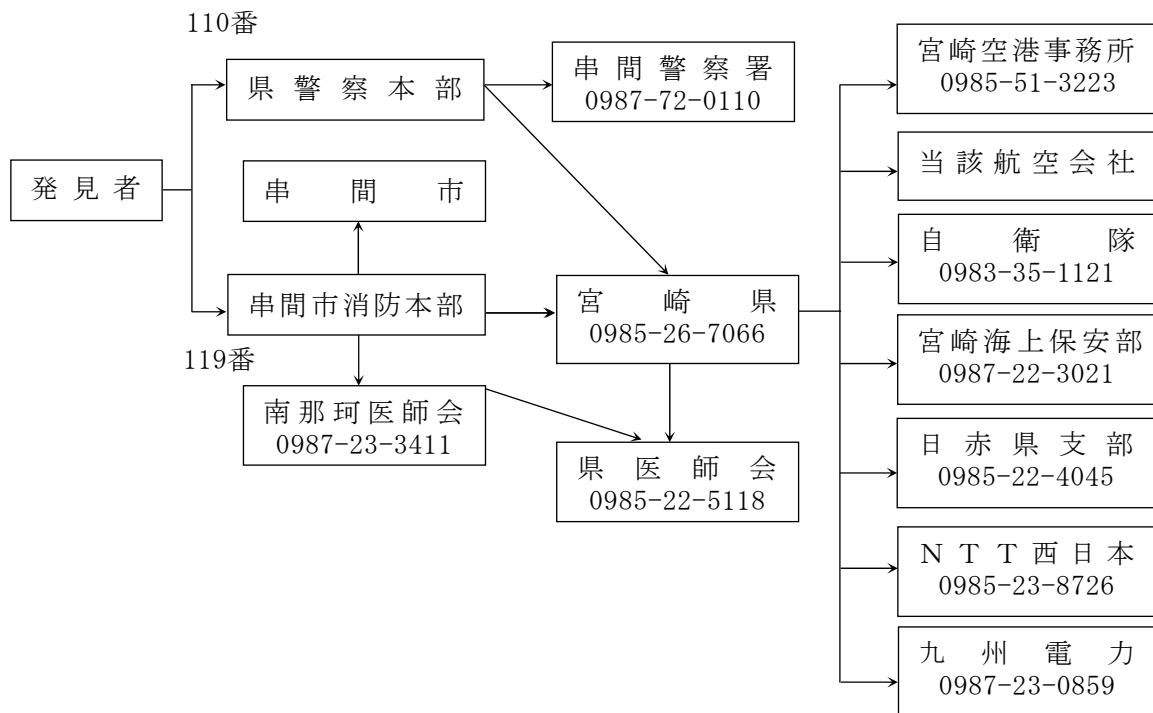 110番
県警察本部
串間警察署
0987-72-0110
発見者
串間市
串間市消防本部
119番
南那珂医師会
0987-23-3411
宮崎県
0985-26-7066
県医師会
0985-22-5118
宮崎空港事務所
0985-51-3223
当該航空会社
自衛隊
0983-35-1121
宮崎海上保安部
0987-22-3021
日赤県支部
0985-22-4045
ＮＴＴ西日本
0985-23-8726
九州電力
0987-23-0859